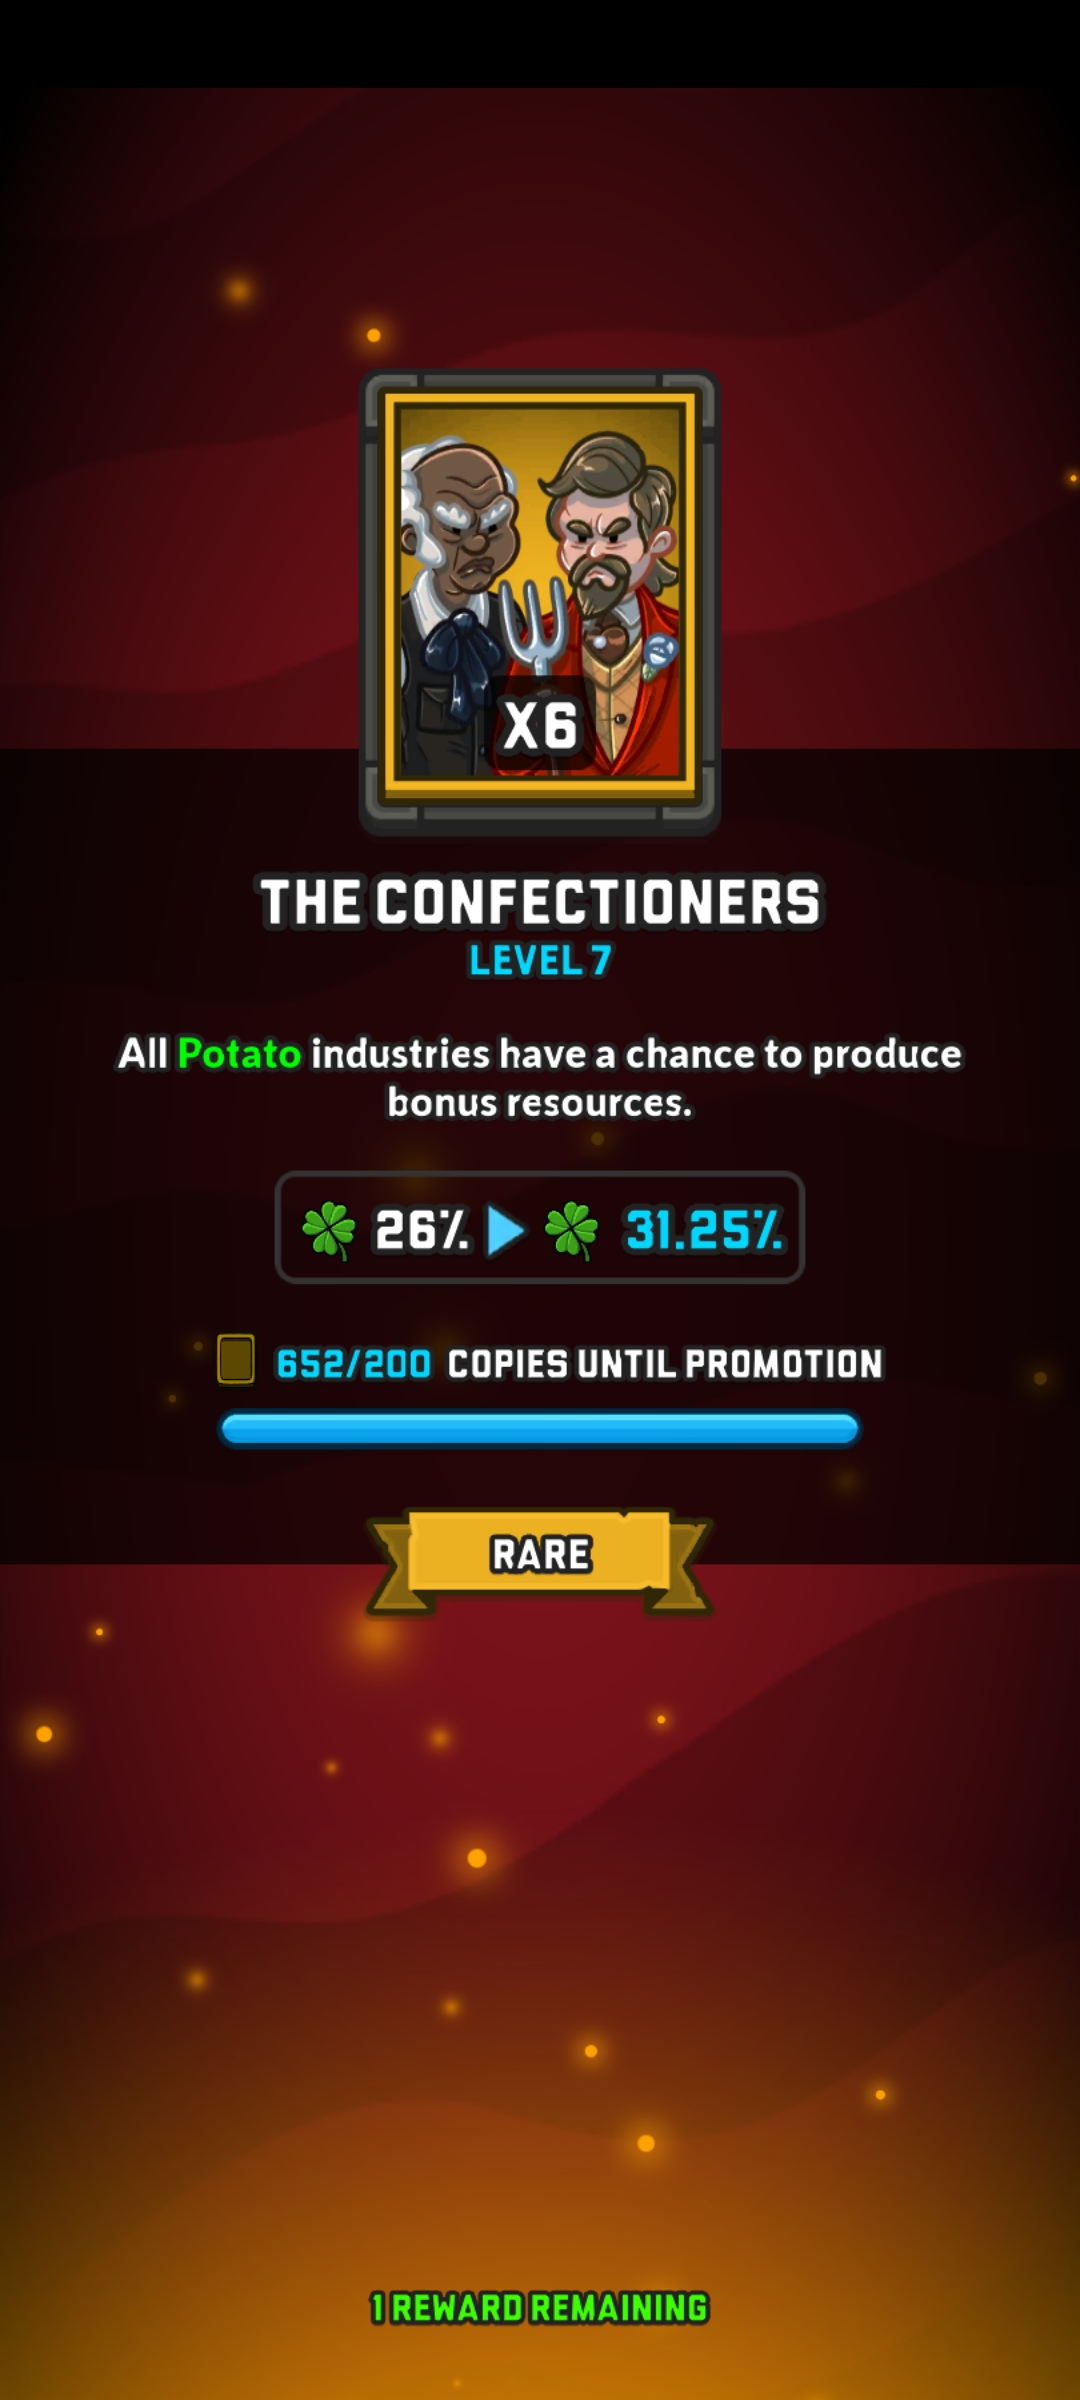 X6
THE CONFECTIONERS
LEVEL 7
All Potato industries have a chance to produce
bonus resources.
26% 31.25%
652/200 COPIES UNTIL PROMOTION
RARE
1 REWARD REMAINING